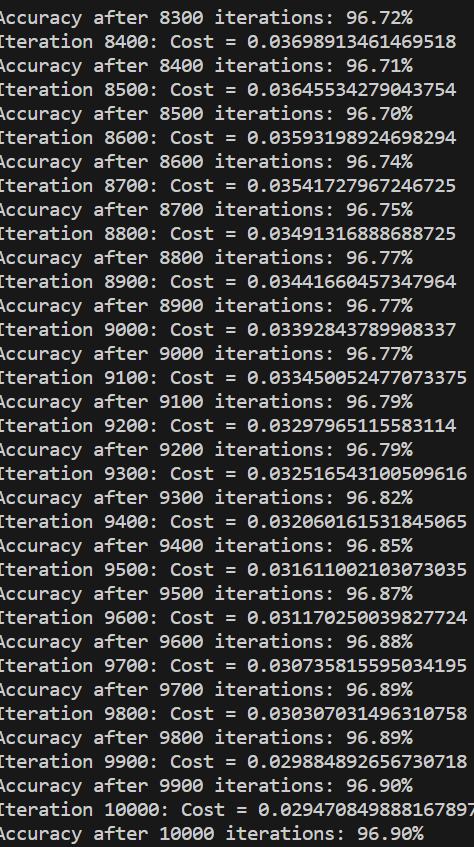 Accuracy after 8300 iterations: 96.72%
Iteration 8400: Cost = 0.03698913461469518
Accuracy after 8400 iterations: 96.71%
Iteration 8500: Cost = 0.03645534279043754
Accuracy after 8500 iterations: 96.70%
Iteration 8600: Cost = 0.03593198924698294
Accuracy after 8600 iterations: 96.74%
Iteration 8700: Cost = 0.03541727967246725
Accuracy after 8700 iterations: 96.75%
Iteration 8800: Cost = 0.03491316888688725
Accuracy after 8800 iterations: 96.77%
Iteration 8900: Cost = 0.03441660457347964
Accuracy after 8900 iterations: 96.77%
Iteration 9000: Cost = 0.03392843789908337
Accuracy after 9000 iterations: 96.77%
Iteration 9100: Cost = 0.033450052477073375
Accuracy after 9100 iterations: 96.79%
Iteration 9200: Cost = 0.03297965115583114
Accuracy after 9200 iterations: 96.79%
Iteration 9300: Cost = 0.032516543100509616
Accuracy after 9300 iterations: 96.82%
Iteration 9400: Cost = 0.032060161531845065
Accuracy after 9400 iterations: 96.85%
Iteration 9500: Cost = 0.031611002103073035
Accuracy after 9500 iterations: 96.87%
Iteration 9600: Cost = 0.031170250039827724
Accuracy after 9600 iterations: 96.88%
Iteration 9700: Cost = 0.030735815595034195
Accuracy after 9700 iterations: 96.89%
Iteration 9800: Cost = 0.030307031496310758
Accuracy after 9800 iterations: 96.89%
Iteration 9900: Cost = 0.029884892656730718
Accuracy after 9900 iterations: 96.90%
Iteration 10000: Cost = 0.029470849888167897
Accuracy after 10000 iterations: 96.90%